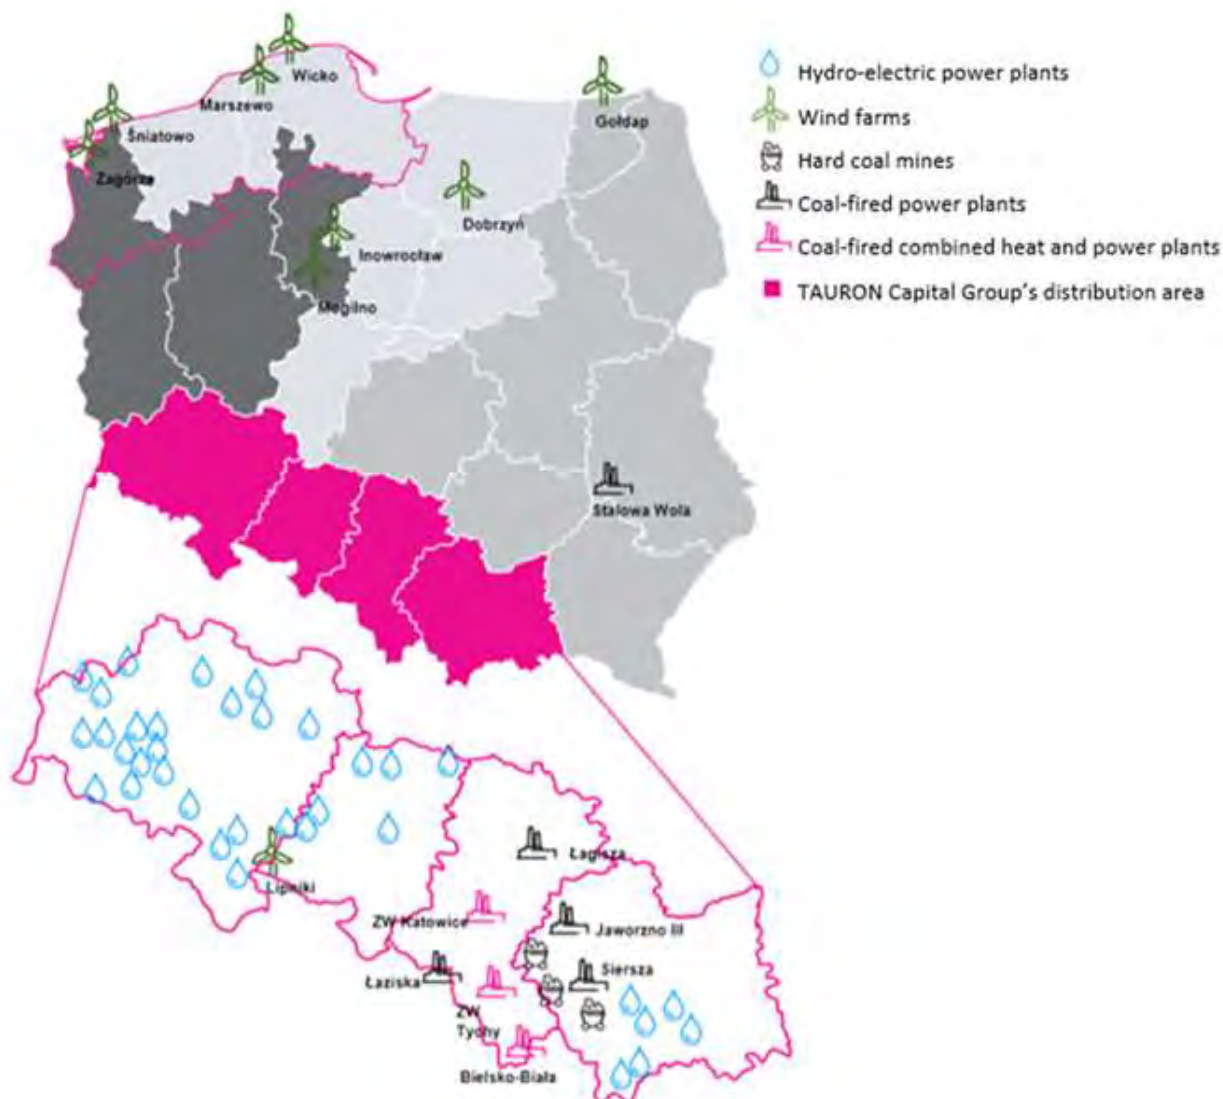 Wicko
Marszewo
Śniatowo
Zagórze
Gołdap
Dobrzyń
Inowrocław
Mogilno
Stalowa Wola
Hydro-electric power plants
Wind farms
Hard coal mines
Coal-fired power plants
Coal-fired combined heat and power plants
TAURON Capital Group's distribution area
Lipniki
Łagisza
ZW Katowice
Jaworzno III
Łaziska
Siersza
ZW
Tychy
Bielsko-Biała